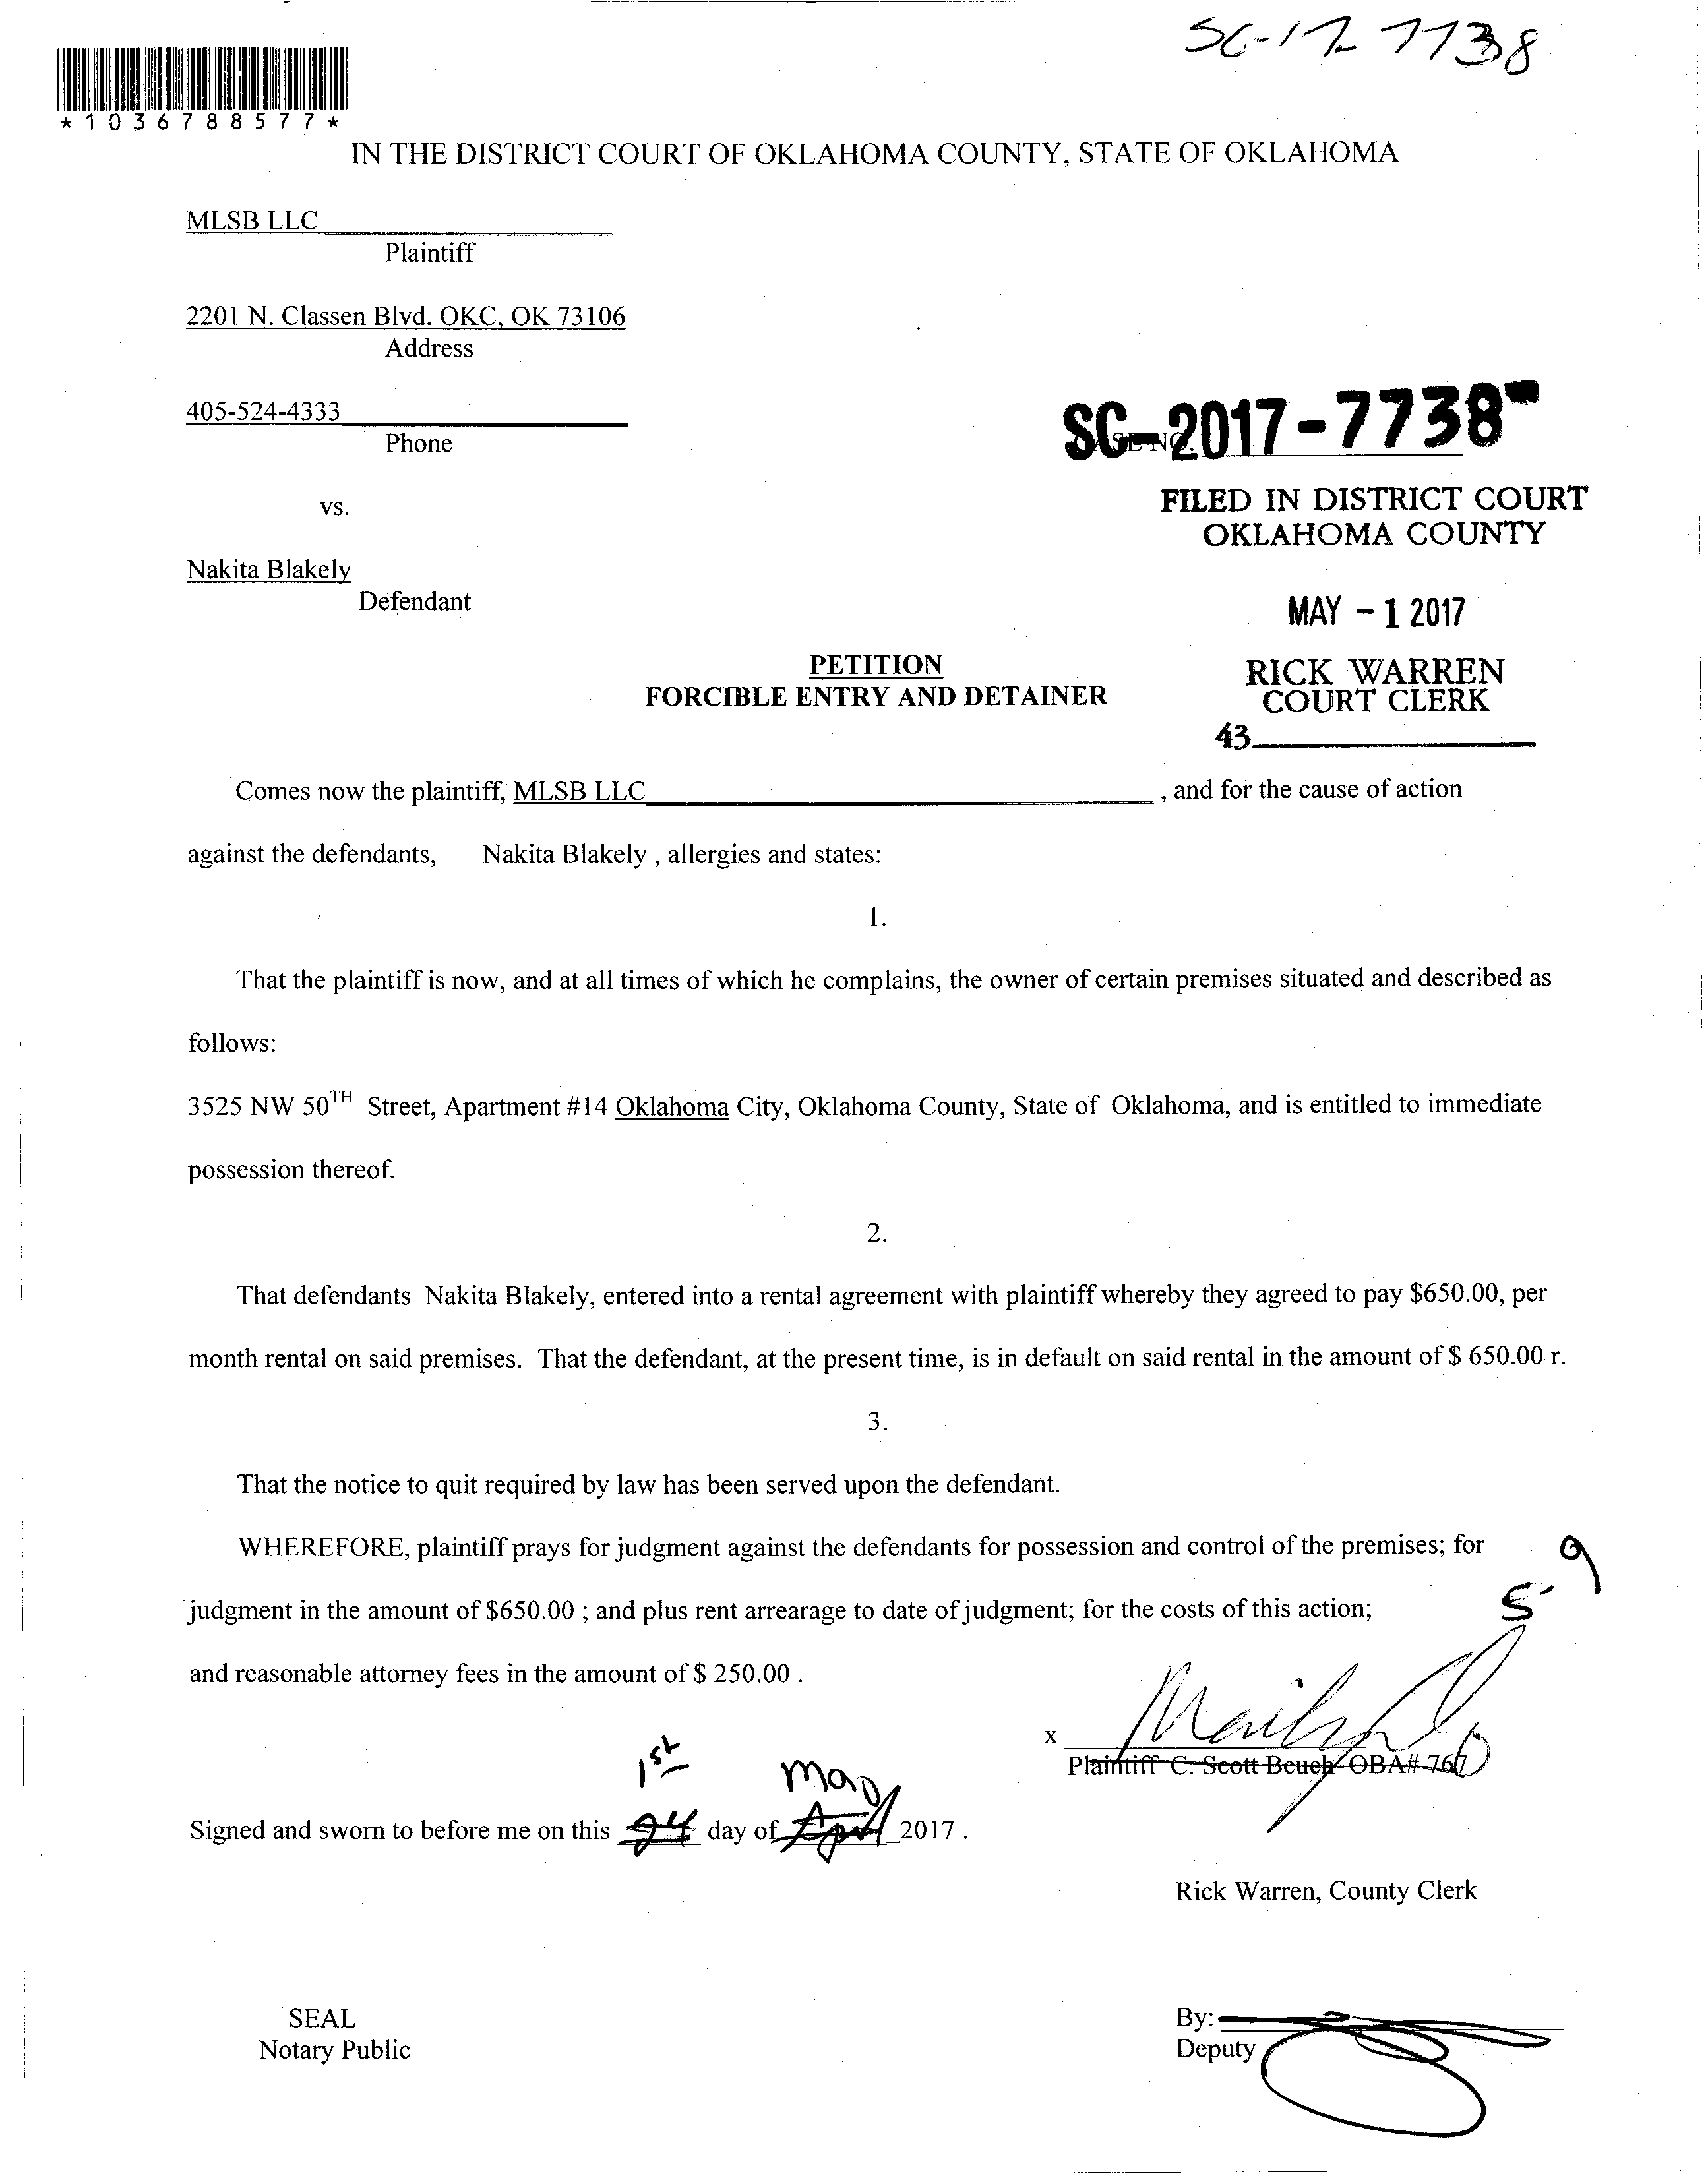 SC-17 7738
*1036788577*
IN THE DISTRICT COURT OF OKLAHOMA COUNTY, STATE OF OKLAHOMA
MLSB LLC
Plaintiff
2201 N. Classen Blvd. OKC, OK 73106
Address
405-524-4333
Phone
SC-2017-7738
CASE NO.
vs.
FILED IN DISTRICT COURT
OKLAHOMA COUNTY
Nakita Blakely
Defendant
MAY - 1 2017
PETITION
FORCIBLE ENTRY AND DETAINER
RICK WARREN
COURT CLERK
43
Comes now the plaintiff, MLSB LLC , and for the cause of action
against the defendants, Nakita Blakely , allergies and states:
1.
That the plaintiff is now, and at all times of which he complains, the owner of certain premises situated and described as
follows:
3525 NW 50TH Street, Apartment #14 Oklahoma City, Oklahoma County, State of Oklahoma, and is entitled to immediate
possession thereof.
2.
That defendants Nakita Blakely, entered into a rental agreement with plaintiff whereby they agreed to pay $650.00, per
month rental on said premises. That the defendant, at the present time, is in default on said rental in the amount of $ 650.00 r.
3.
That the notice to quit required by law has been served upon the defendant.
WHEREFORE, plaintiff prays for judgment against the defendants for possession and control of the premises; for
judgment in the amount of $650.00 ; and plus rent arrearage to date of judgment; for the costs of this action;
5-9
and reasonable attorney fees in the amount of $ 250.00 .
x
Plaintiff C. Scott Beuch OBA# 767
1st May
Signed and sworn to before me on this 24 day of April 2017 .
Rick Warren, County Clerk
SEAL
Notary Public
By:
Deputy